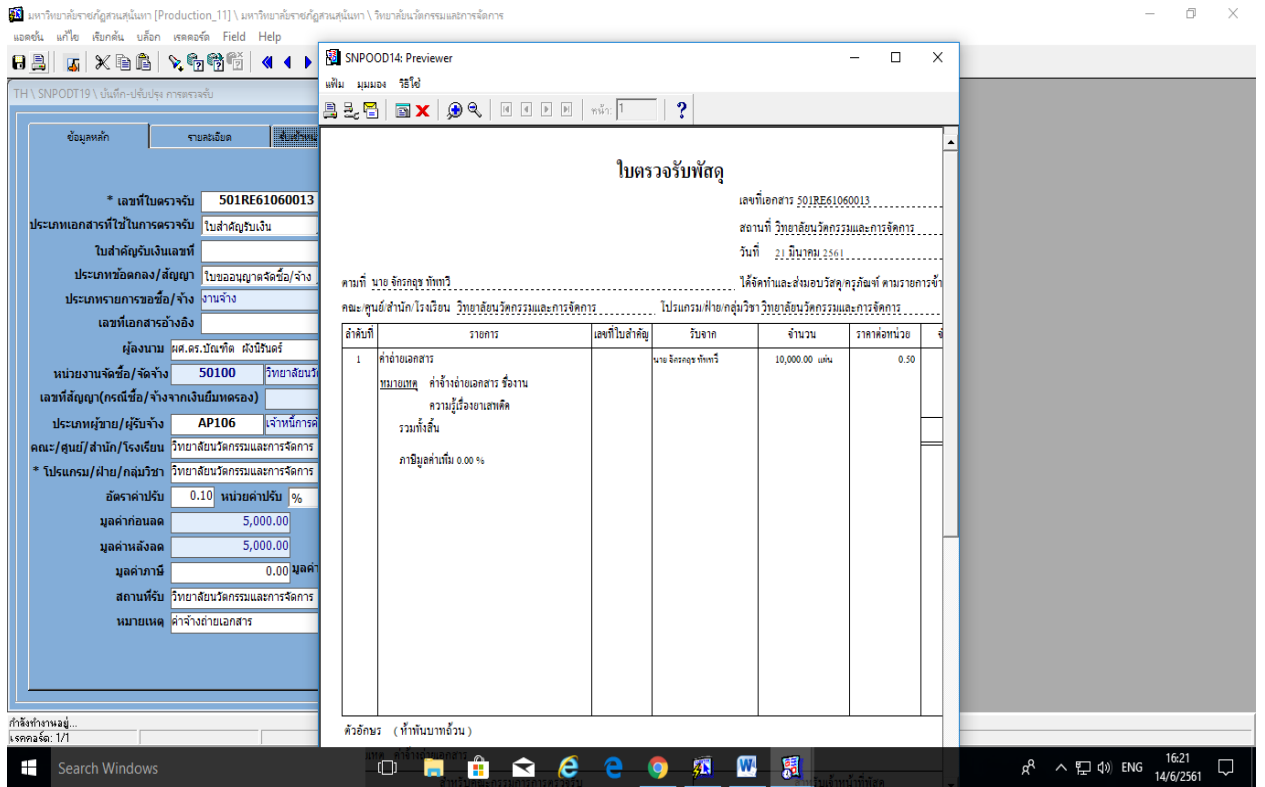 มหาวิทยาลัยราชภัฏสวนสุนันทา [Production_11] \ มหาวิทยาลัยราชภัฏสวนสุนันทา \ วิทยาลัยนวัตกรรมและการจัดการ
แอคชั่น แก้ไข เรียกค้น บล็อก เรคคอร์ด Field Help
SNPOOD14: Previewer
แฟ้ม มุมมอง วิธีใช้
หน้า: 1
TH \ SNPODT19 \ บันทึก-ปรับปรุง การตรวจรับ
ข้อมูลหลัก รายละเอียด
* เลขที่ใบตรวจรับ 501RE61060013
ประเภทเอกสารที่ใช้ในการตรวจรับ ใบสำคัญรับเงิน
ใบสำคัญรับเงินเลขที่
ประเภทข้อตกลง/สัญญา ใบขออนุญาตจัดซื้อ/จ้าง
ประเภทรายการขอซื้อ/จ้าง งานจ้าง
เลขที่เอกสารอ้างอิง
ผู้ลงนาม ผศ.ดร.บัณฑิต ผังนิรันดร์
หน่วยงานจัดซื้อ/จัดจ้าง 50100 วิทยาลัยนวั
เลขที่สัญญา(กรณีซื้อ/จ้างจากเงินยืมทดรอง)
ประเภทผู้ขาย/ผู้รับจ้าง AP106 เจ้าหนี้การค้
คณะ/ศูนย์/สำนัก/โรงเรียน วิทยาลัยนวัตกรรมและการจัดการ
* โปรแกรม/ฝ่าย/กลุ่มวิชา วิทยาลัยนวัตกรรมและการจัดการ
อัตราค่าปรับ 0.10 หน่วยค่าปรับ %
มูลค่าก่อนลด 5,000.00
มูลค่าหลังลด 5,000.00
มูลค่าภาษี 0.00 มูลค่า
สถานที่รับ วิทยาลัยนวัตกรรมและการจัดการ
หมายเหตุ ค่าจ้างถ่ายเอกสาร
ใบตรวจรับพัสดุ
เลขที่เอกสาร 501RE61060013
สถานที่ วิทยาลัยนวัตกรรมและการจัดการ
วันที่ 21 มีนาคม 2561
ตามที่ นาย จักรกฤช ทัพทวี ได้จัดทำและส่งมอบวัสดุ/ครุภัณฑ์ ตามรายการข้า
คณะ/ศูนย์/สำนัก/โรงเรียน วิทยาลัยนวัตกรรมและการจัดการ โปรแกรม/ฝ่าย/กลุ่มวิชา วิทยาลัยนวัตกรรมและการจัดการ
ลำดับที่ รายการ เลขที่ใบสำคัญ รับจาก จำนวน ราคาต่อหน่วย
1 ค่าถ่ายเอกสาร นาย จักรกฤช ทัพทวี 10,000.00 แผ่น 0.50
หมายเหตุ ค่าจ้างถ่ายเอกสาร ชื่องาน
ความรู้เรื่องยาเสพติด
รวมทั้งสิ้น
ภาษีมูลค่าเพิ่ม 0.00 %
ตัวอักษร ( ห้าพันบาทถ้วน )
กำลังทำงานอยู่...
เรคคอร์ด: 1/1
Search Windows
ENG
16:21
14/6/2561